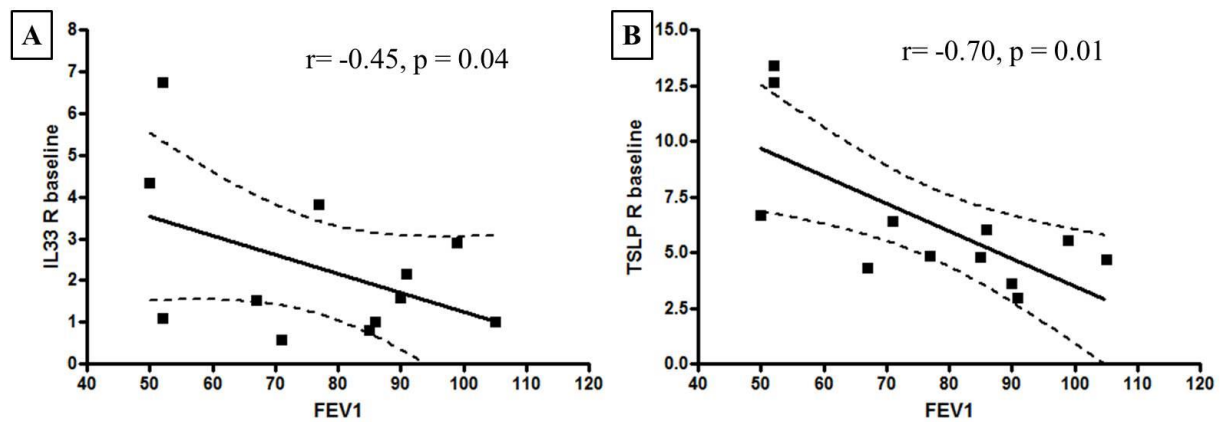 A
r= -0.45, p = 0.04
IL33 R baseline
8
7
6
5
4
3
2
1
0
40 50 60 70 80 90 100 110 120
FEV1
B
r= -0.70, p = 0.01
TSLP R baseline
15.0
12.5
10.0
7.5
5.0
2.5
0.0
40 50 60 70 80 90 100 110 120
FEV1